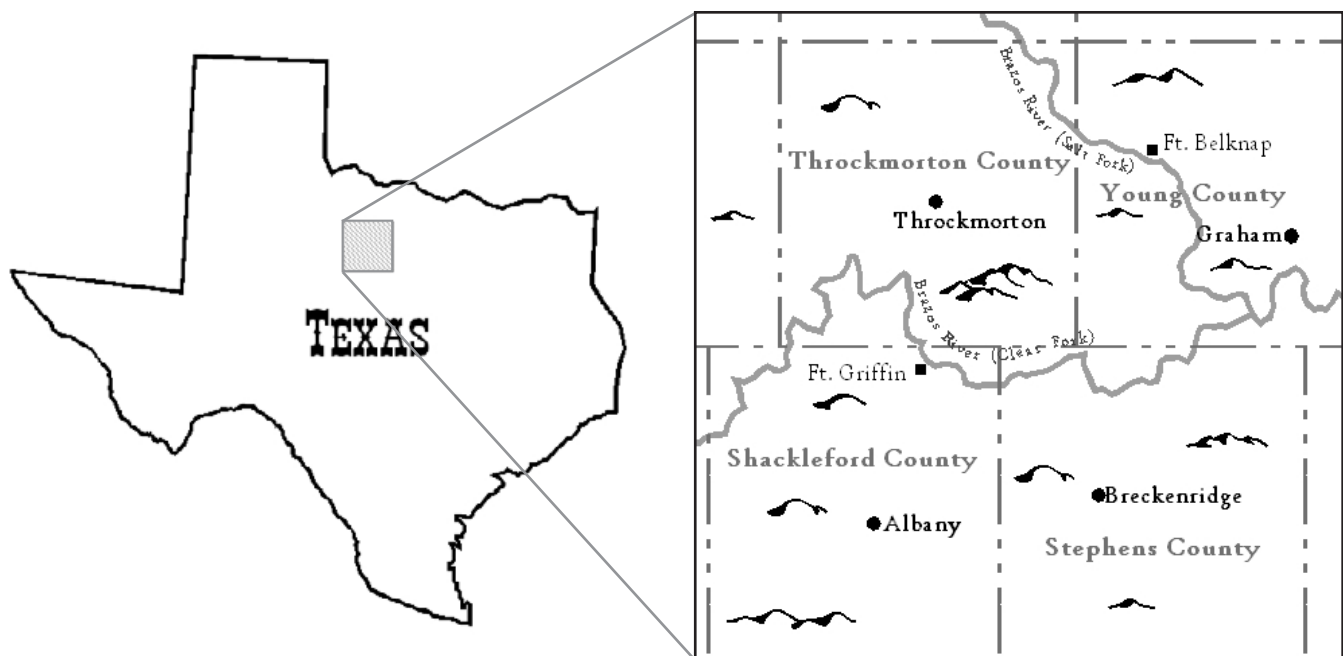 TEXAS
Brazos River (Salt Fork)
Ft. Belknap
Throckmorton County
Young County
Throckmorton
Graham
Brazos River (Clear Fork)
Ft. Griffin
Shackleford County
Breckenridge
Albany
Stephens County